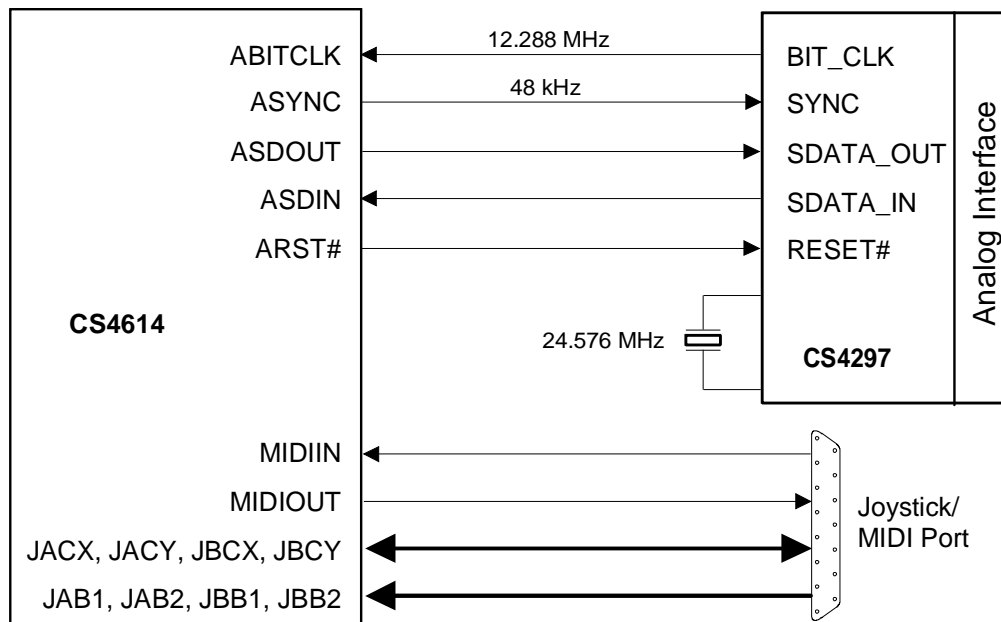 ABITCLK
12.288 MHz
BIT_CLK
ASYNC
48 kHz
SYNC
ASDOUT
SDATA_OUT
ASDIN
SDATA_IN
ARST#
RESET#
Analog Interface
CS4614
24.576 MHz
CS4297
MIDIIN
MIDIOUT
JACX, JACY, JBCX, JBCY
JAB1, JAB2, JBB1, JBB2
Joystick/
MIDI Port